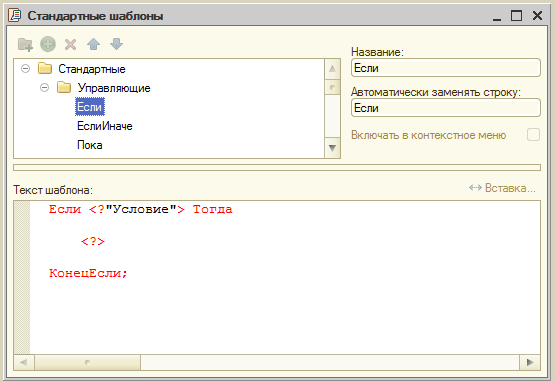 Стандартные шаблоны
Название:
Стандартные
Если
Управляющие
Автоматически заменять строку:
Если
Если
ЕслиИначе
Включать в контекстное меню
Пока
Текст шаблона:
Вставка...
Если <?"Условие"> Тогда
<?>
КонецЕсли;